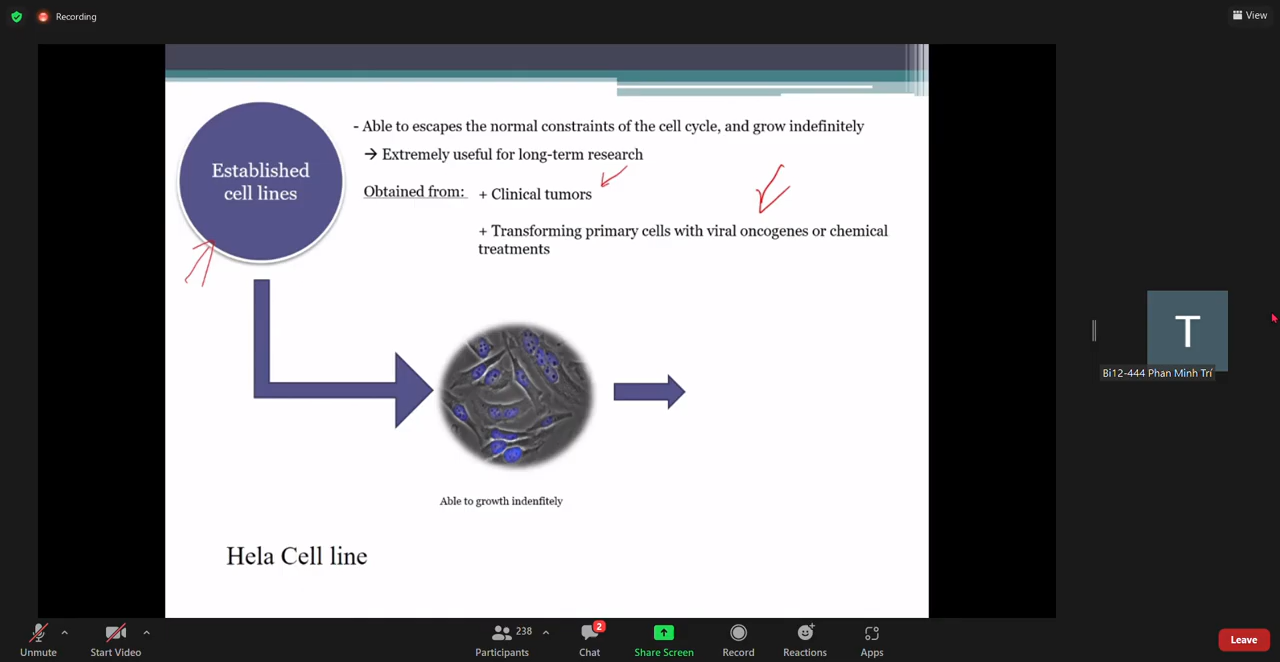 Recording
View
Established
cell lines
- Able to escapes the normal constraints of the cell cycle, and grow indefinitely
→ Extremely useful for long-term research
Obtained from:
+ Clinical tumors
+ Transforming primary cells with viral oncogenes or chemical
treatments
Able to growth indenfitely
Hela Cell line
T
Bi12-444 Phan Minh Trí
Unmute
Start Video
238
Participants
2
Chat
Share Screen
Record
Reactions
Apps
Leave